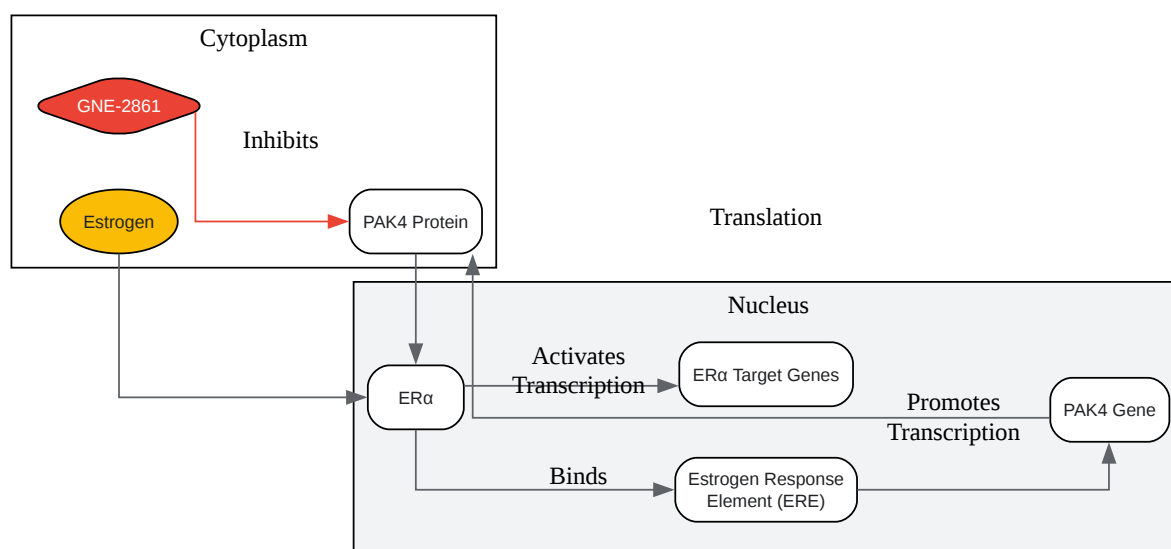 Cytoplasm
GNE-2861
Inhibits
Estrogen
PAK4 Protein
Translation
Nucleus
Activates
Transcription
ERα Target Genes
ERα
Promotes
Transcription
PAK4 Gene
Binds
Estrogen Response
Element (ERE)